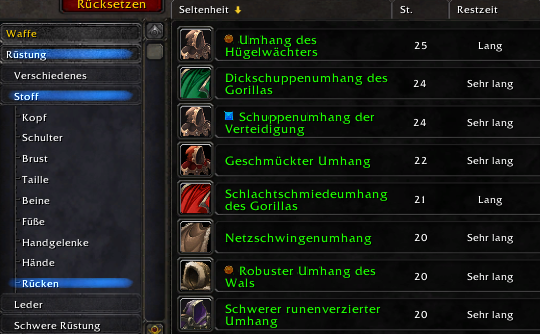 Rücksetzen
Seltenheit St. Restzeit
Waffe
Rüstung
Verschiedenes
Stoff
Kopf
Schulter
Brust
Taille
Beine
Füße
Handgelenke
Hände
Rücken
Leder
Schwere Rüstung
Umhang des
Hügelwächters
25 Lang
Dickschuppenumhang des
Gorillas
24 Sehr lang
Schuppenumhang der
Verteidigung
24 Sehr lang
Geschmückter Umhang 22 Sehr lang
Schlachtschmiedeumhang
des Gorillas
21 Lang
Netzschwingenumhang 20 Sehr lang
Robuster Umhang des
Wals
20 Sehr lang
Schwerer runenverzierter
Umhang
20 Sehr lang